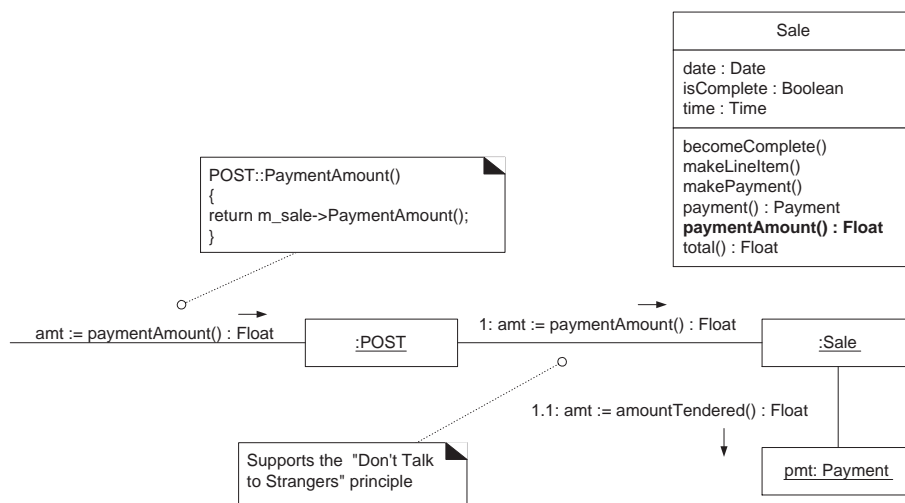 Sale
date : Date
isComplete : Boolean
time : Time
becomeComplete()
makeLineItem()
makePayment()
payment() : Payment
paymentAmount() : Float
total() : Float
POST::PaymentAmount()
{
return m_sale->PaymentAmount();
}
amt := paymentAmount() : Float
:POST
1: amt := paymentAmount() : Float
:Sale
1.1: amt := amountTendered() : Float
Supports the "Don't Talk
to Strangers" principle
pmt: Payment